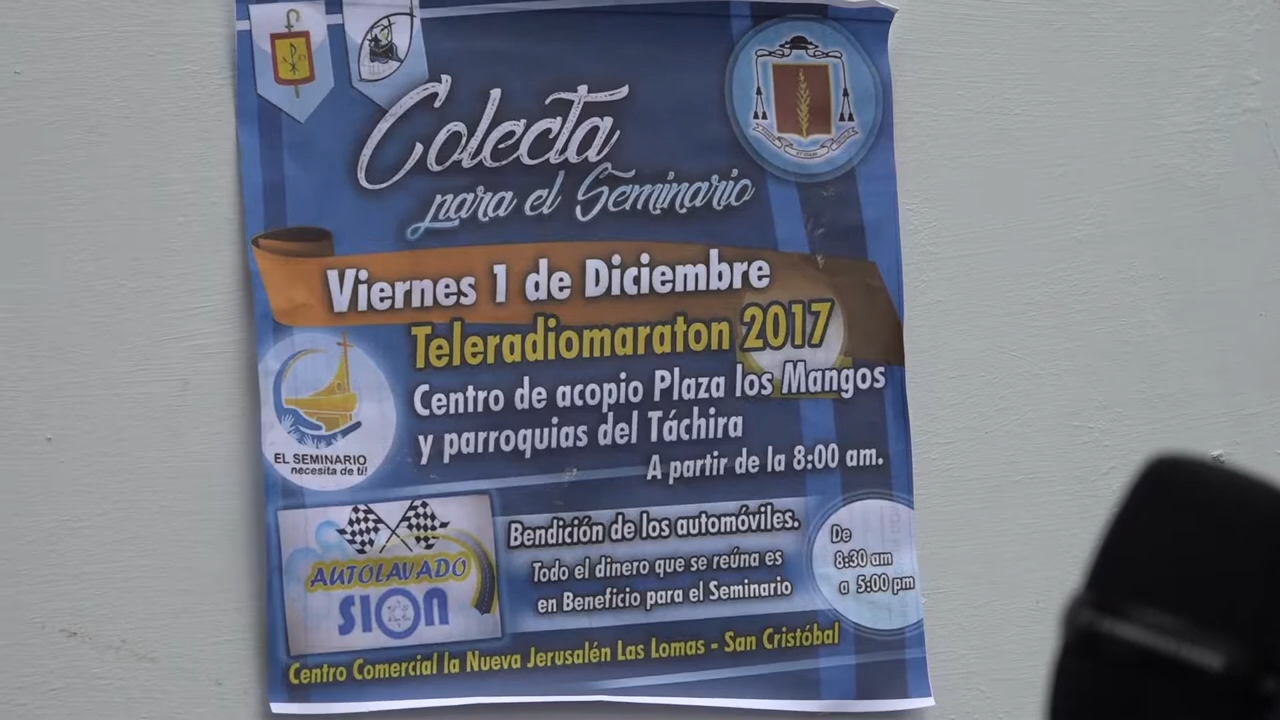 Colecta
para el Seminario
Viernes 1 de Diciembre
Teleradiomaraton 2017
Centro de acopio Plaza los Mangos
y parroquias del Táchira
A partir de la 8:00 am.
EL SEMINARIO
necesita de ti!
AUTOLAVADO
SION
Bendición de los automóviles.
Todo el dinero que se reúna es
en Beneficio para el Seminario
De
8:30 am
a 5:00 pm
Centro Comercial la Nueva Jerusalén Las Lomas - San Cristóbal